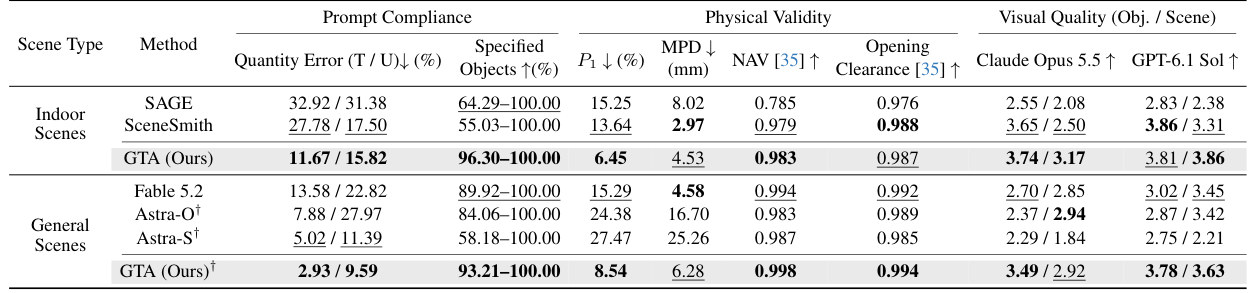 Prompt Compliance Physical Validity Visual Quality (Obj. / Scene)
Scene Type Method Quantity Error (T / U)↓ (%) Specified Objects ↑(%) P₁ ↓ (%) MPD ↓ (mm) NAV [35] ↑ Opening Clearance [35] ↑ Claude Opus 5.5 ↑ GPT-6.1 Sol ↑
Indoor Scenes
SAGE 32.92 / 31.38 64.29–100.00 15.25 8.02 0.785 0.976 2.55 / 2.08 2.83 / 2.38
SceneSmith 27.78 / 17.50 55.03–100.00 13.64 2.97 0.979 0.988 3.65 / 2.50 3.86 / 3.31
GTA (Ours) 11.67 / 15.82 96.30–100.00 6.45 4.53 0.983 0.987 3.74 / 3.17 3.81 / 3.86
General Scenes
Fable 5.2 13.58 / 22.82 89.92–100.00 15.29 4.58 0.994 0.992 2.70 / 2.85 3.02 / 3.45
Astra-O† 7.88 / 27.97 84.06–100.00 24.38 16.70 0.983 0.989 2.37 / 2.94 2.87 / 3.42
Astra-S† 5.02 / 11.39 58.18–100.00 27.47 25.26 0.987 0.985 2.29 / 1.84 2.75 / 2.21
GTA (Ours)† 2.93 / 9.59 93.21–100.00 8.54 6.28 0.998 0.994 3.49 / 2.92 3.78 / 3.63